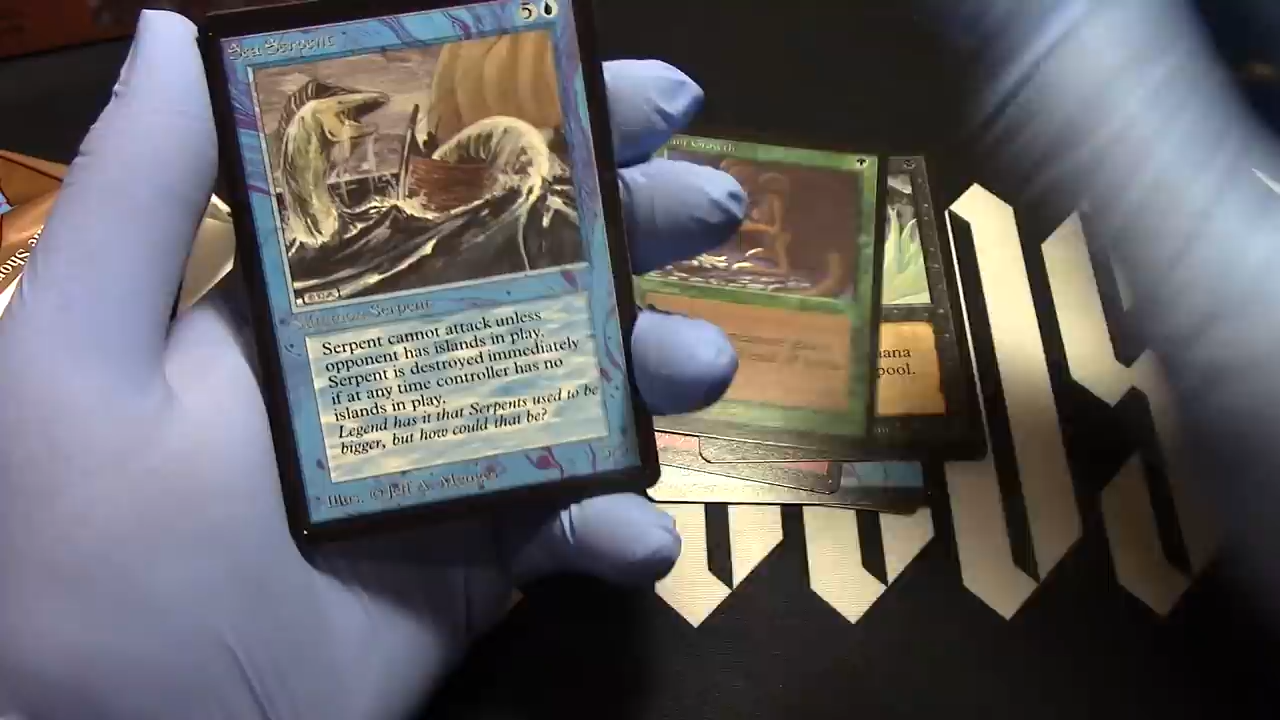 Sea Serpent
5
Summon Serpent
Serpent cannot attack unless
opponent has islands in play.
Serpent is destroyed immediately
if at any time controller has no
islands in play.
Legend has it that Serpents used to be
bigger, but how could that be?
Illus. © Jeff A. Menges
Growth
mana
pool.